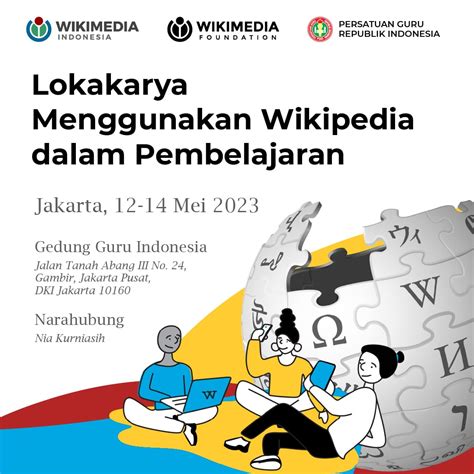 WIKIMEDIA
INDONESIA
WIKIMEDIA
FOUNDATION
PERSATUAN GURU
REPUBLIK INDONESIA
Lokakarya
Menggunakan Wikipedia
dalam Pembelajaran
Jakarta, 12-14 Mei 2023
Gedung Guru Indonesia
Jalan Tanah Abang III No. 24,
Gambir, Jakarta Pusat,
DKI Jakarta 10160
Narahubung
Nia Kurniasih
Ω
W
И
W